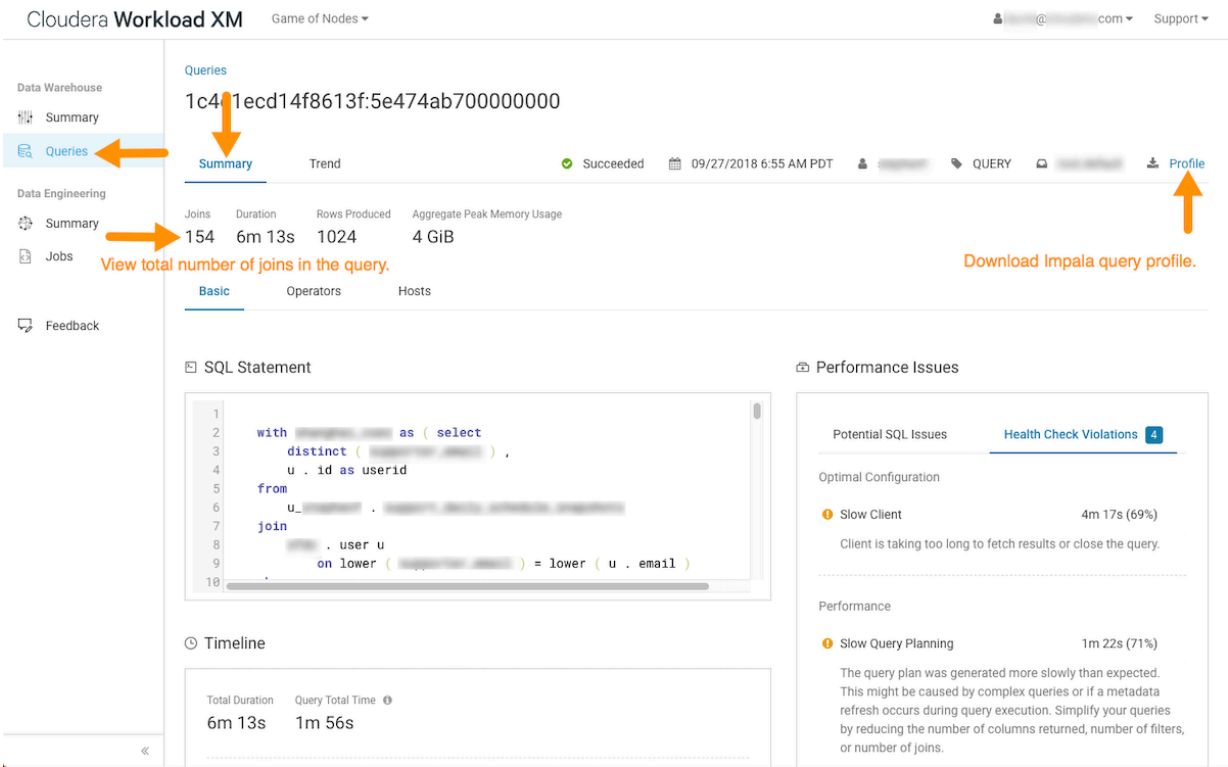 Cloudera Workload XM
Game of Nodes
@ com
Support
Data Warehouse
Summary
Queries
Data Engineering
Summary
Jobs
Feedback
«
Queries
1ecd14f8613f:5e474ab700000000
Summary
Trend
Succeeded
09/27/2018 6:55 AM PDT
QUERY
Profile
Joins
Duration
Rows Produced
Aggregate Peak Memory Usage
154
6m 13s
1024
4 GiB
View total number of joins in the query.
Download Impala query profile.
Basic
Operators
Hosts
SQL Statement
1
2 with as ( select
3 distinct ( ) ,
4 u . id as userid
5 from
6 u_ .
7 join
8 . user u
9 on lower ( ) = lower ( u . email )
10
Timeline
Total Duration
Query Total Time
6m 13s
1m 56s
Performance Issues
Potential SQL Issues
Health Check Violations 4
Optimal Configuration
Slow Client 4m 17s (69%)
Client is taking too long to fetch results or close the query.
Performance
Slow Query Planning 1m 22s (71%)
The query plan was generated more slowly than expected.
This might be caused by complex queries or if a metadata
refresh occurs during query execution. Simplify your queries
by reducing the number of columns returned, number of filters,
or number of joins.